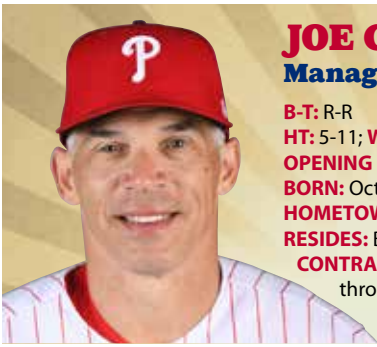 P
JOE
Manag
B-T: R-R
HT: 5-11;
OPENING
BORN: Oct
HOMETOW
RESIDES:
CONTRA
thro